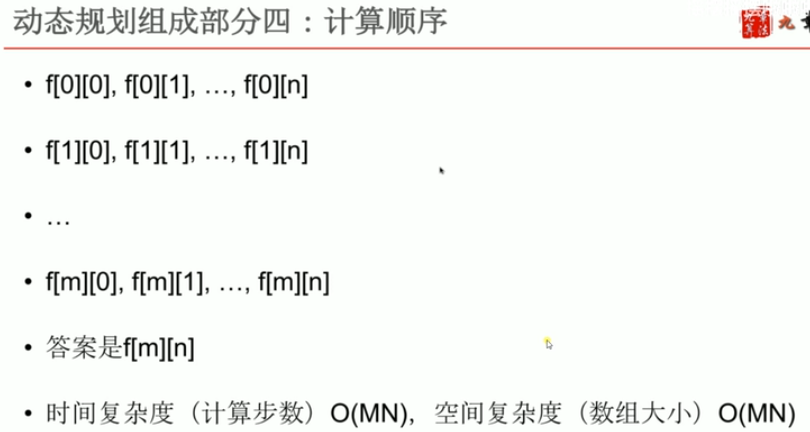 动态规划组成部分四：计算顺序
九章
• f[0][0], f[0][1], …, f[0][n]
• f[1][0], f[1][1], …, f[1][n]
• …
• f[m][0], f[m][1], …, f[m][n]
• 答案是f[m][n]
• 时间复杂度（计算步数）O(MN)，空间复杂度（数组大小）O(MN)